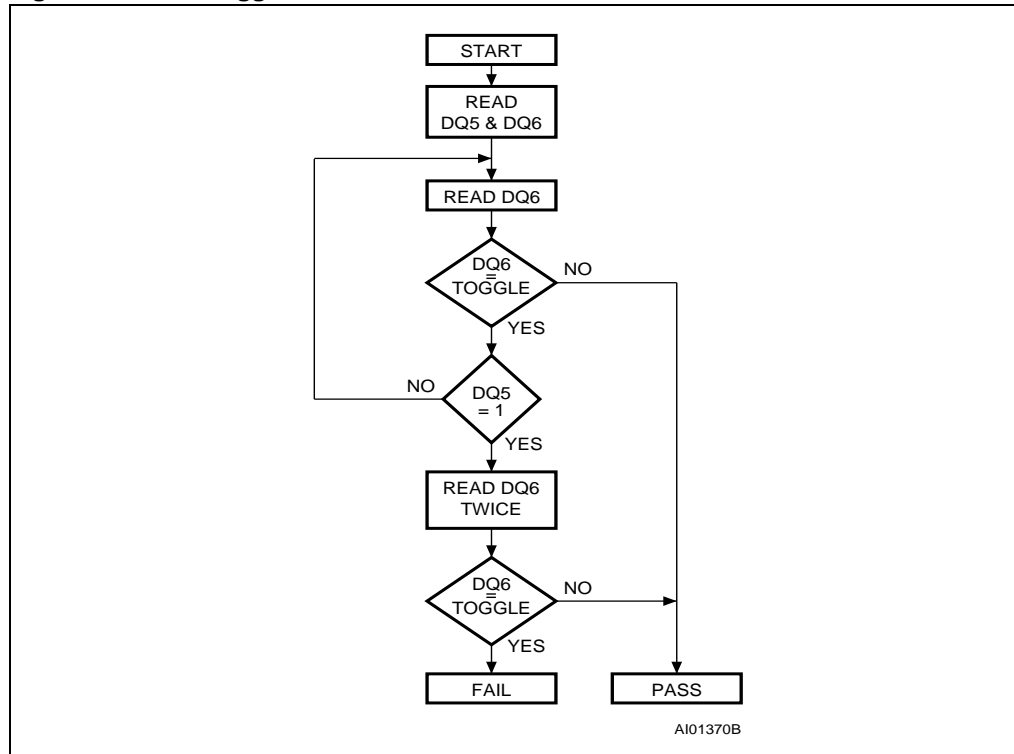 START
READ
DQ5 & DQ6
READ DQ6
DQ6
=
TOGGLE
NO
YES
NO
DQ5
= 1
YES
READ DQ6
TWICE
DQ6
=
TOGGLE
NO
YES
FAIL
PASS
AI01370B